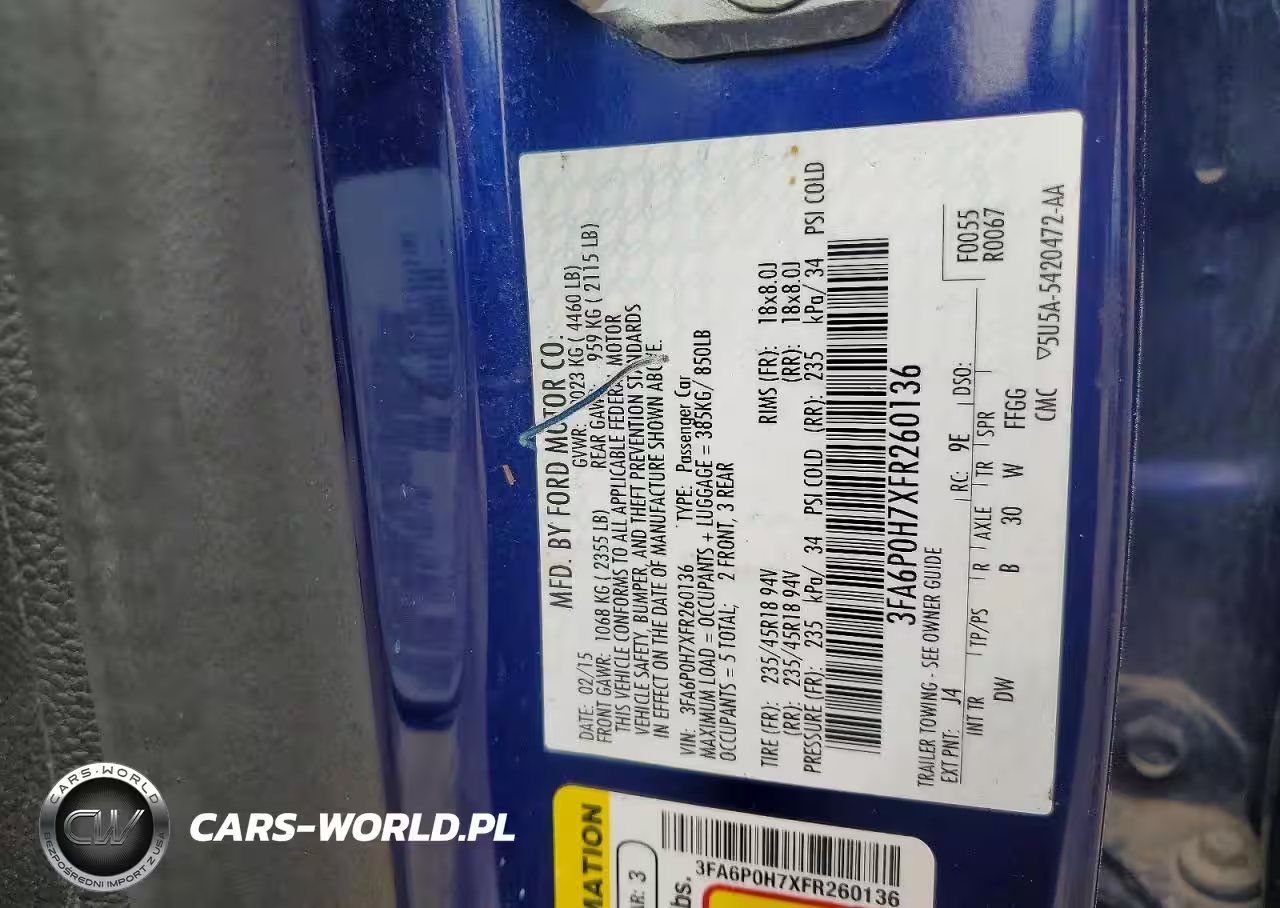 MFD. BY FORD MOTOR CO.
DATE: 02/15 GVWR: 2023 KG ( 4460 LB)
FRONT GAWR: 1068 KG ( 2355 LB) REAR GAWR: 959 KG ( 2115 LB)
THIS VEHICLE CONFORMS TO ALL APPLICABLE FEDERAL MOTOR
VEHICLE SAFETY, BUMPER, AND THEFT PREVENTION STANDARDS
IN EFFECT ON THE DATE OF MANUFACTURE SHOWN ABOVE.
VIN: 3FA6P0H7XFR260136 TYPE: Passenger Car
MAXIMUM LOAD = OCCUPANTS + LUGGAGE = 385KG/ 850LB
OCCUPANTS = 5 TOTAL; 2 FRONT, 3 REAR
TIRE (FR): 235/45R18 94V RIMS (FR): 18x8.0J
(RR): 235/45R18 94V (RR): 18x8.0J
PRESSURE (FR): 235 kPa/ 34 PSI COLD (RR): 235 kPa/ 34 PSI COLD
3FA6P0H7XFR260136
TRAILER TOWING - SEE OWNER GUIDE
F0055
R0067
EXT PNT: J4 RC: 9E DSO:
INT TR TP/PS R AXLE TR SPR
DW B 30 W FFGG
CMC
▽5U5A-5420472-AA
MATION
AR: 3
bs.
3FA6P0H7XFR260136
CARS-WORLD
CW
BEZPOŚREDNI IMPORT Z USA
CARS-WORLD.PL